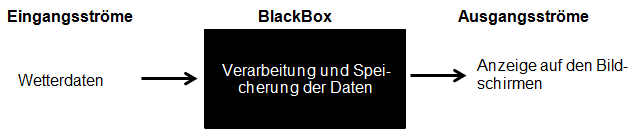 Eingangsströme
BlackBox
Ausgangsströme
Wetterdaten
Verarbeitung und Spei-
cherung der Daten
Anzeige auf den Bild-
schirmen